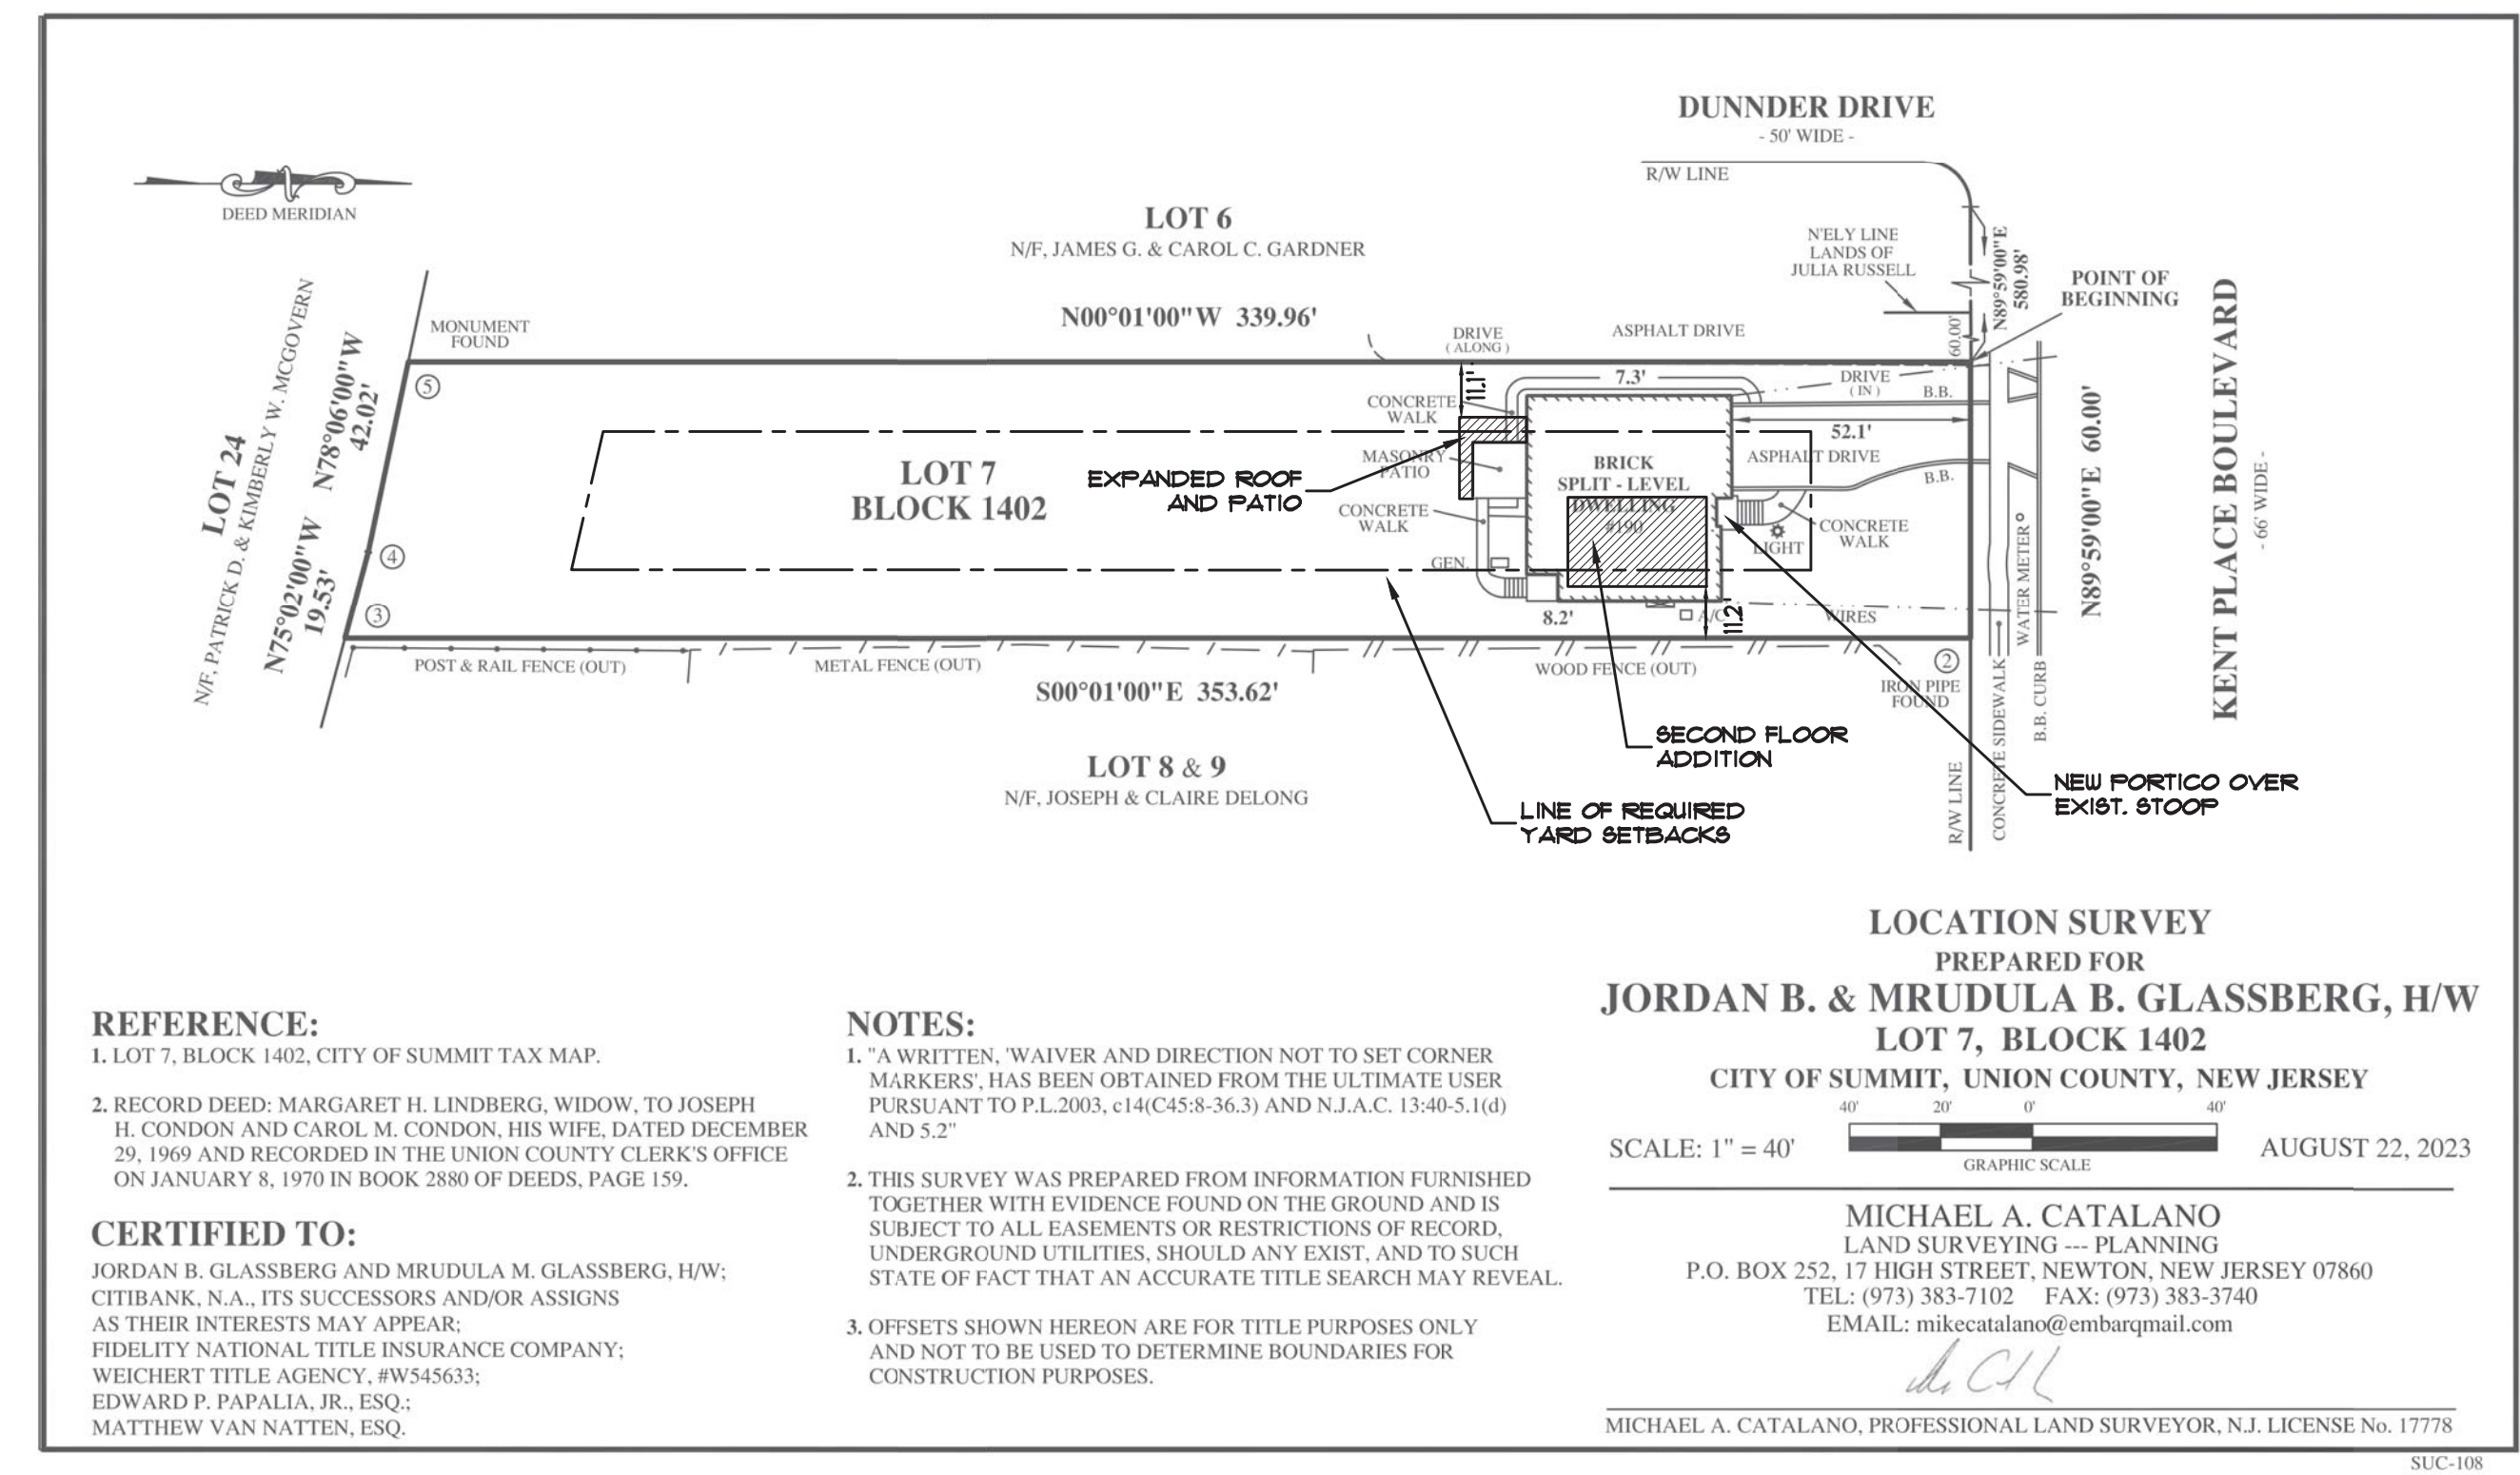 DUNNDER DRIVE
- 50' WIDE -
R/W LINE
DEED MERIDIAN
LOT 6
N/F, JAMES G. & CAROL C. GARDNER
N'ELY LINE
LANDS OF
JULIA RUSSELL
N89°59'00"E
580.98'
POINT OF
BEGINNING
60.00'
N00°01'00"W 339.96'
MONUMENT
FOUND
DRIVE
( ALONG )
ASPHALT DRIVE
LOT 24
N/F, PATRICK D. & KIMBERLY W. MCGOVERN
N78°06'00"W
42.02'
N75°02'00"W
19.53'
5
4
3
11.1'
7.3'
DRIVE
( IN )
B.B.
CONCRETE
WALK
52.1'
MASONRY
PATIO
ASPHALT DRIVE
B.B.
LOT 7
BLOCK 1402
EXPANDED ROOF
AND PATIO
BRICK
SPLIT - LEVEL
DWELLING
#190
CONCRETE
WALK
CONCRETE
WALK
LIGHT
GEN.
8.2'
A/C
11.2'
WIRES
WATER METER
N89°59'00"E 60.00'
KENT PLACE BOULEVARD
- 66' WIDE -
POST & RAIL FENCE (OUT)
METAL FENCE (OUT)
WOOD FENCE (OUT)
2
IRON PIPE
FOUND
CONCRETE SIDEWALK
B.B. CURB
R/W LINE
S00°01'00"E 353.62'
LOT 8 & 9
N/F, JOSEPH & CLAIRE DELONG
SECOND FLOOR
ADDITION
LINE OF REQUIRED
YARD SETBACKS
NEW PORTICO OVER
EXIST. STOOP
REFERENCE:
1. LOT 7, BLOCK 1402, CITY OF SUMMIT TAX MAP.
2. RECORD DEED: MARGARET H. LINDBERG, WIDOW, TO JOSEPH
H. CONDON AND CAROL M. CONDON, HIS WIFE, DATED DECEMBER
29, 1969 AND RECORDED IN THE UNION COUNTY CLERK'S OFFICE
ON JANUARY 8, 1970 IN BOOK 2880 OF DEEDS, PAGE 159.
CERTIFIED TO:
JORDAN B. GLASSBERG AND MRUDULA M. GLASSBERG, H/W;
CITIBANK, N.A., ITS SUCCESSORS AND/OR ASSIGNS
AS THEIR INTERESTS MAY APPEAR;
FIDELITY NATIONAL TITLE INSURANCE COMPANY;
WEICHERT TITLE AGENCY, #W545633;
EDWARD P. PAPALIA, JR., ESQ.;
MATTHEW VAN NATTEN, ESQ.
NOTES:
1. "A WRITTEN, 'WAIVER AND DIRECTION NOT TO SET CORNER
MARKERS', HAS BEEN OBTAINED FROM THE ULTIMATE USER
PURSUANT TO P.L.2003, c14(C45:8-36.3) AND N.J.A.C. 13:40-5.1(d)
AND 5.2"
2. THIS SURVEY WAS PREPARED FROM INFORMATION FURNISHED
TOGETHER WITH EVIDENCE FOUND ON THE GROUND AND IS
SUBJECT TO ALL EASEMENTS OR RESTRICTIONS OF RECORD,
UNDERGROUND UTILITIES, SHOULD ANY EXIST, AND TO SUCH
STATE OF FACT THAT AN ACCURATE TITLE SEARCH MAY REVEAL.
3. OFFSETS SHOWN HEREON ARE FOR TITLE PURPOSES ONLY
AND NOT TO BE USED TO DETERMINE BOUNDARIES FOR
CONSTRUCTION PURPOSES.
LOCATION SURVEY
PREPARED FOR
JORDAN B. & MRUDULA B. GLASSBERG, H/W
LOT 7, BLOCK 1402
CITY OF SUMMIT, UNION COUNTY, NEW JERSEY
40' 20' 0' 40'
SCALE: 1" = 40'
GRAPHIC SCALE
AUGUST 22, 2023
MICHAEL A. CATALANO
LAND SURVEYING --- PLANNING
P.O. BOX 252, 17 HIGH STREET, NEWTON, NEW JERSEY 07860
TEL: (973) 383-7102 FAX: (973) 383-3740
EMAIL: mikecatalano@embarqmail.com
MICHAEL A. CATALANO, PROFESSIONAL LAND SURVEYOR, N.J. LICENSE No. 17778
SUC-108